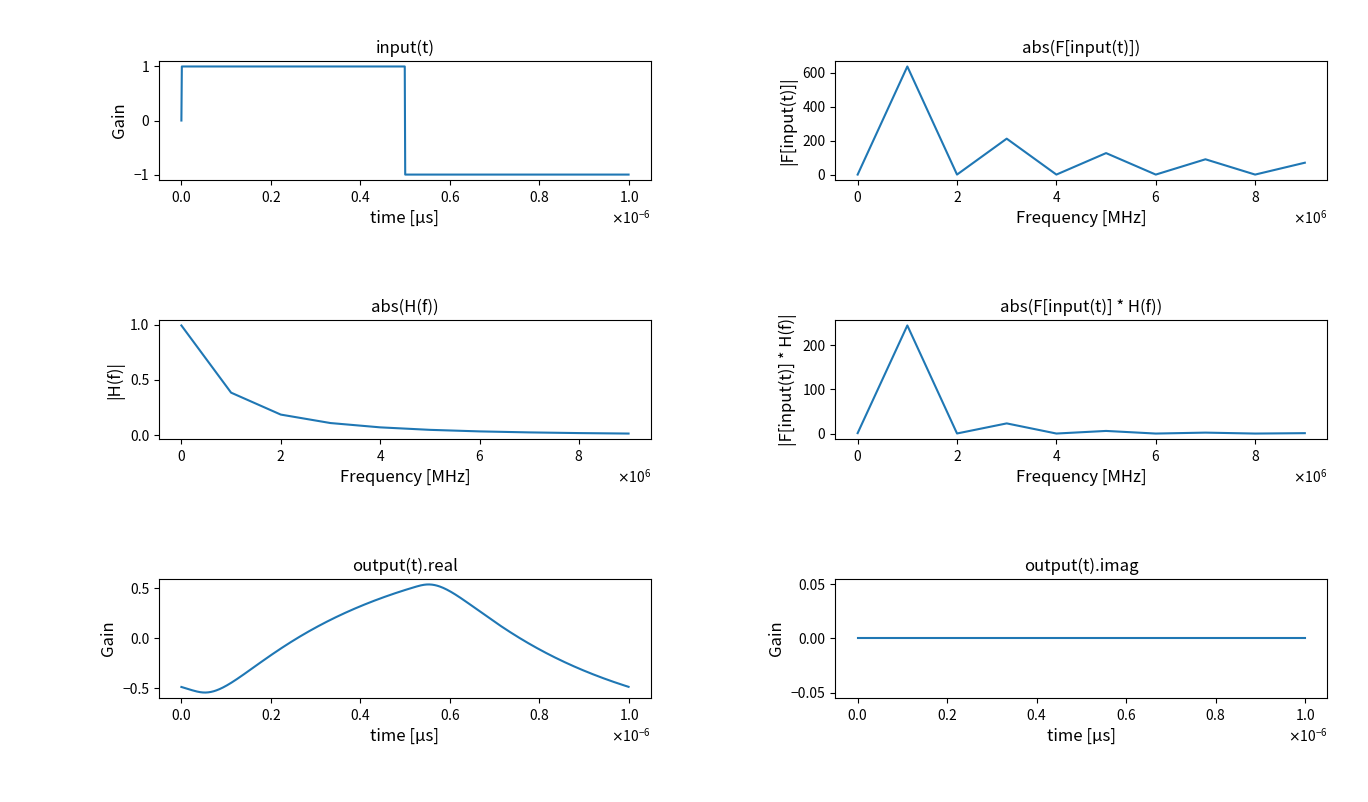 input(t)
Gain
1
0
−1
0.0 0.2 0.4 0.6 0.8 1.0
time [μs]
×10⁻⁶
abs(F[input(t)])
|F[input(t)]|
600
400
200
0
0 2 4 6 8
Frequency [MHz]
×10⁶
abs(H(f))
|H(f)|
1.0
0.5
0.0
0 2 4 6 8
Frequency [MHz]
×10⁶
abs(F[input(t)] * H(f))
|F[input(t)] * H(f)|
200
100
0
0 2 4 6 8
Frequency [MHz]
×10⁶
output(t).real
Gain
0.5
0.0
−0.5
0.0 0.2 0.4 0.6 0.8 1.0
time [μs]
×10⁻⁶
output(t).imag
Gain
0.05
0.00
−0.05
0.0 0.2 0.4 0.6 0.8 1.0
time [μs]
×10⁻⁶